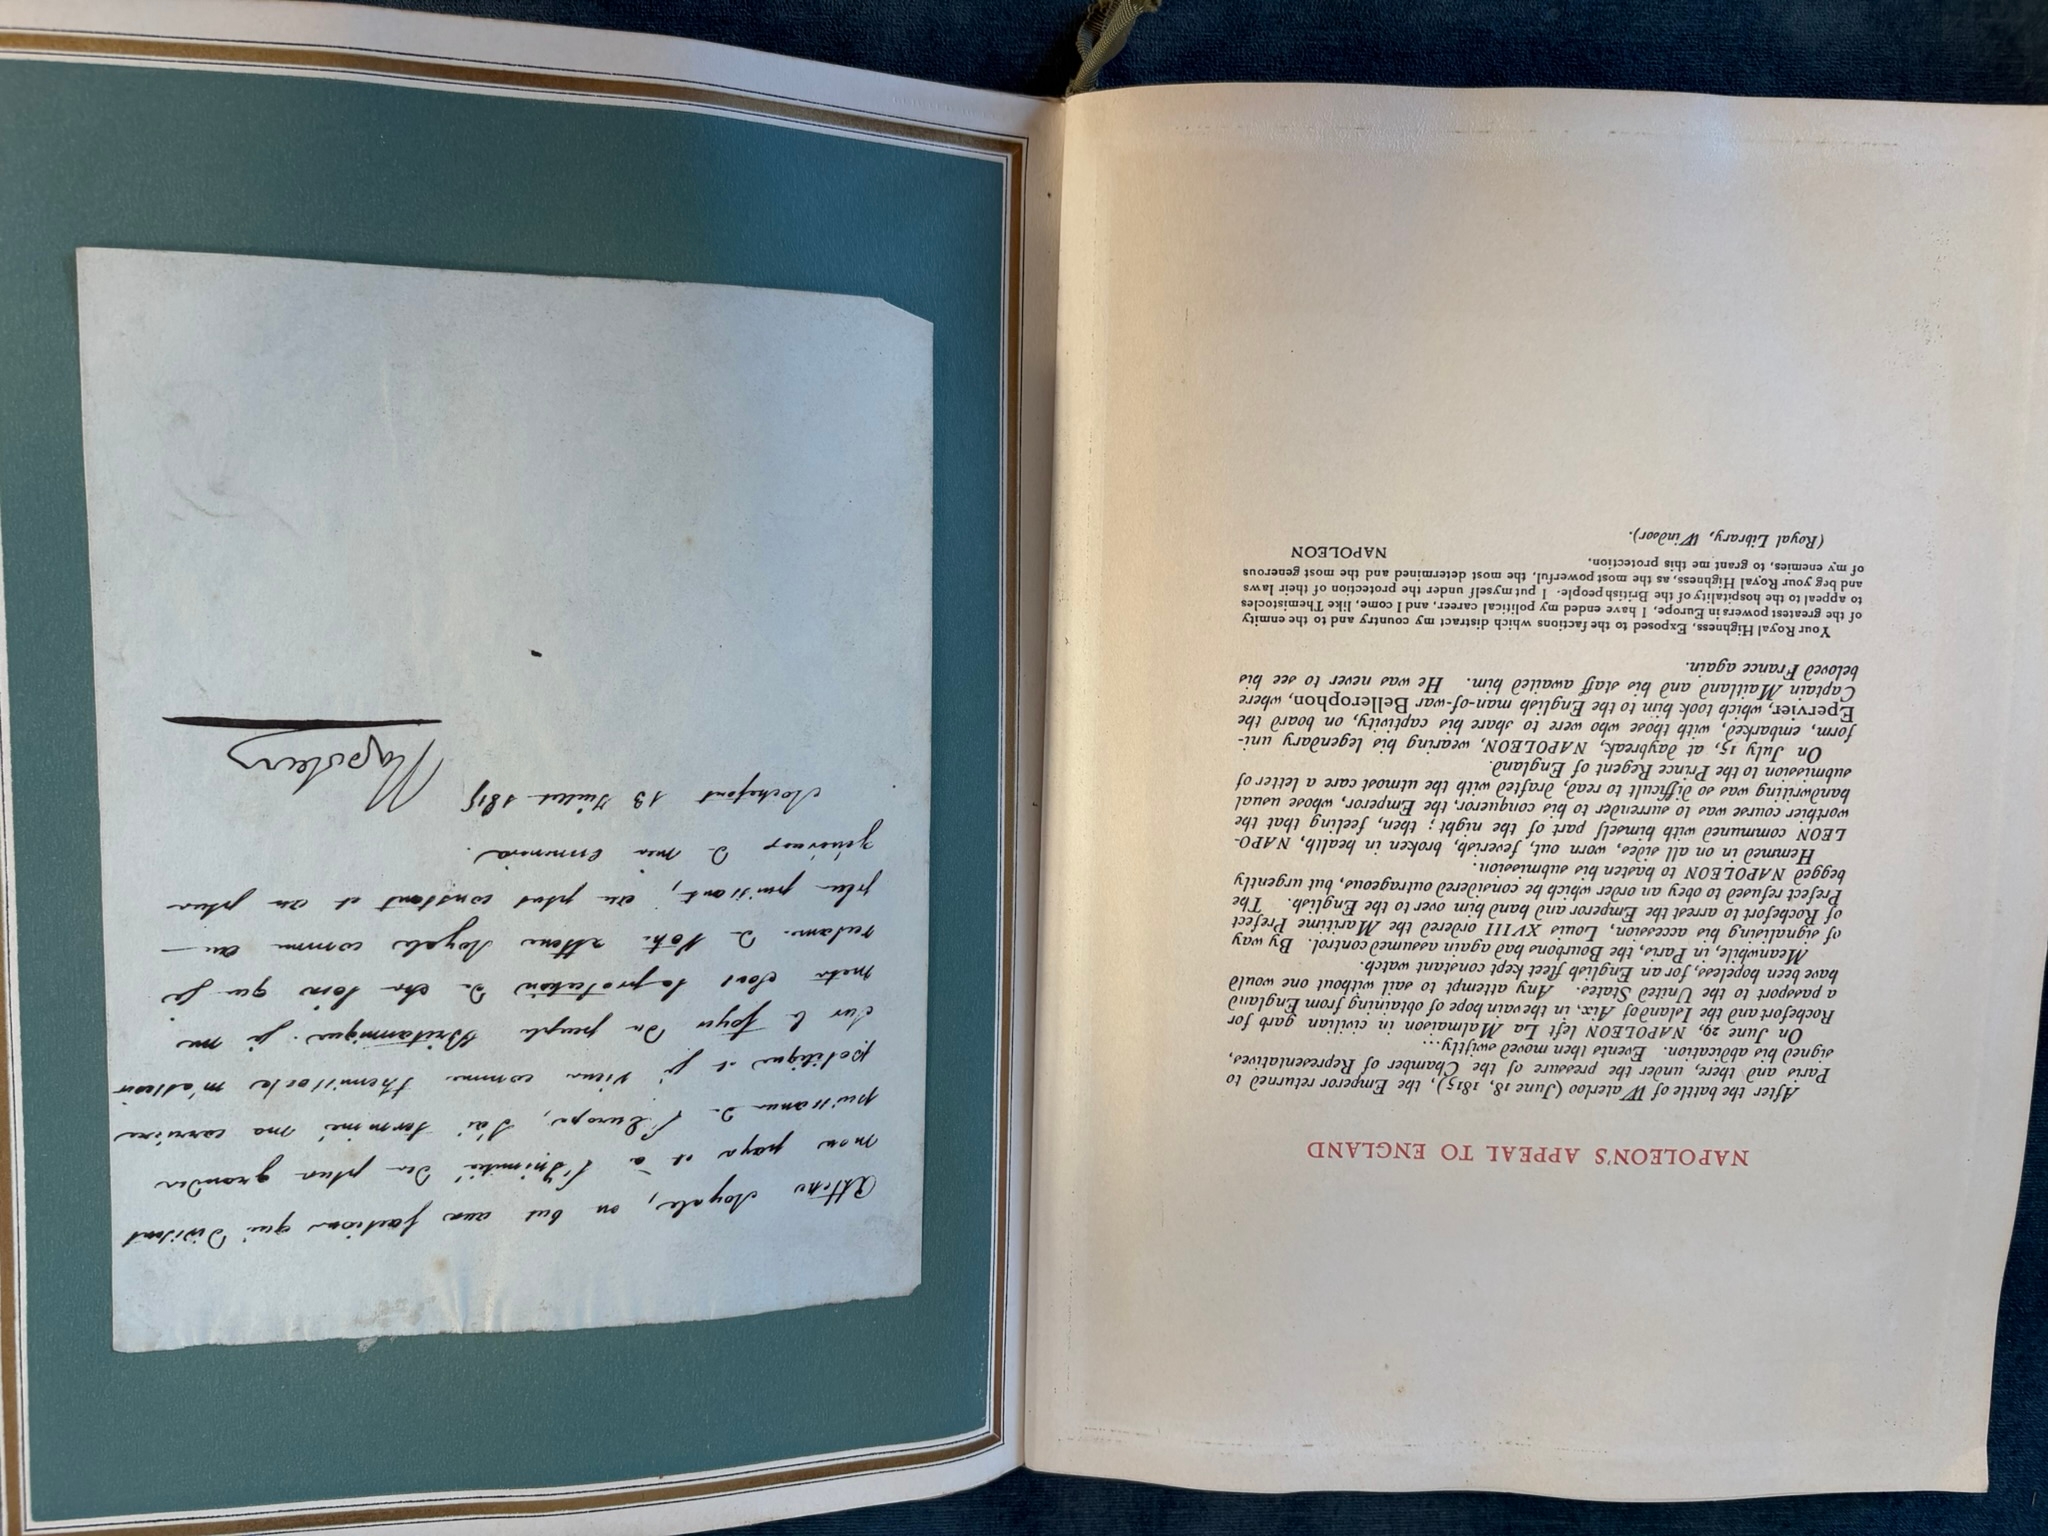 NAPOLEON'S APPEAL TO ENGLAND
After the battle of Waterloo (June 18, 1815), the Emperor returned to
Paris and there, under the pressure of the Chamber of Representatives,
signed his abdication. Events then moved swiftly...
On June 29, NAPOLEON left La Malmaison in civilian garb for
Rochefort and the Island of Aix, in the vain hope of obtaining from England
a passport to the United States. Any attempt to sail without one would
have been hopeless, for an English fleet kept constant watch.
Meanwhile, in Paris, the Bourbons had again assumed control. By way
of signalising his accession, Louis XVIII ordered the Maritime Prefect
of Rochefort to arrest the Emperor and hand him over to the English. The
Prefect refused to obey an order which he considered outrageous, but urgently
begged NAPOLEON to hasten his submission.
Hemmed in on all sides, worn out, feverish, broken in health, NAPO-
LEON communed with himself part of the night; then, feeling that the
worthier course was to surrender to his conqueror, the Emperor, whose usual
handwriting was so difficult to read, drafted with the utmost care a letter of
submission to the Prince Regent of England.
On July 15, at daybreak, NAPOLEON, wearing his legendary uni-
form, embarked, with those who were to share his captivity, on board the
Epervier, which took him to the English man-of-war Bellerophon, where
Captain Maitland and his staff awaited him. He was never to see his
beloved France again.
Your Royal Highness, Exposed to the factions which distract my country and to the enmity
of the greatest powers in Europe, I have ended my political career, and I come, like Themistocles
to appeal to the hospitality of the British people. I put myself under the protection of their laws
and beg your Royal Highness, as the most powerful, the most determined and the most generous
of my enemies, to grant me this protection.
NAPOLEON
(Royal Library, Windsor).
Altesse Royale, en but aux factions qui divisent
mon pays et à l'Inimitié des plus grandes
puissances de l'Europe, J'ai terminé ma carrière
politique et je viens comme Themistocle m'asseoir
sur le foyer du peuple Britannique. je me
mets sous la protection de ses lois que je
reclame de Votre altesse Royale comme au
plus puissant, au plus constant et au plus
généreux de mes Ennemis.
Rochefort 13 Juillet 1815
Napoleon